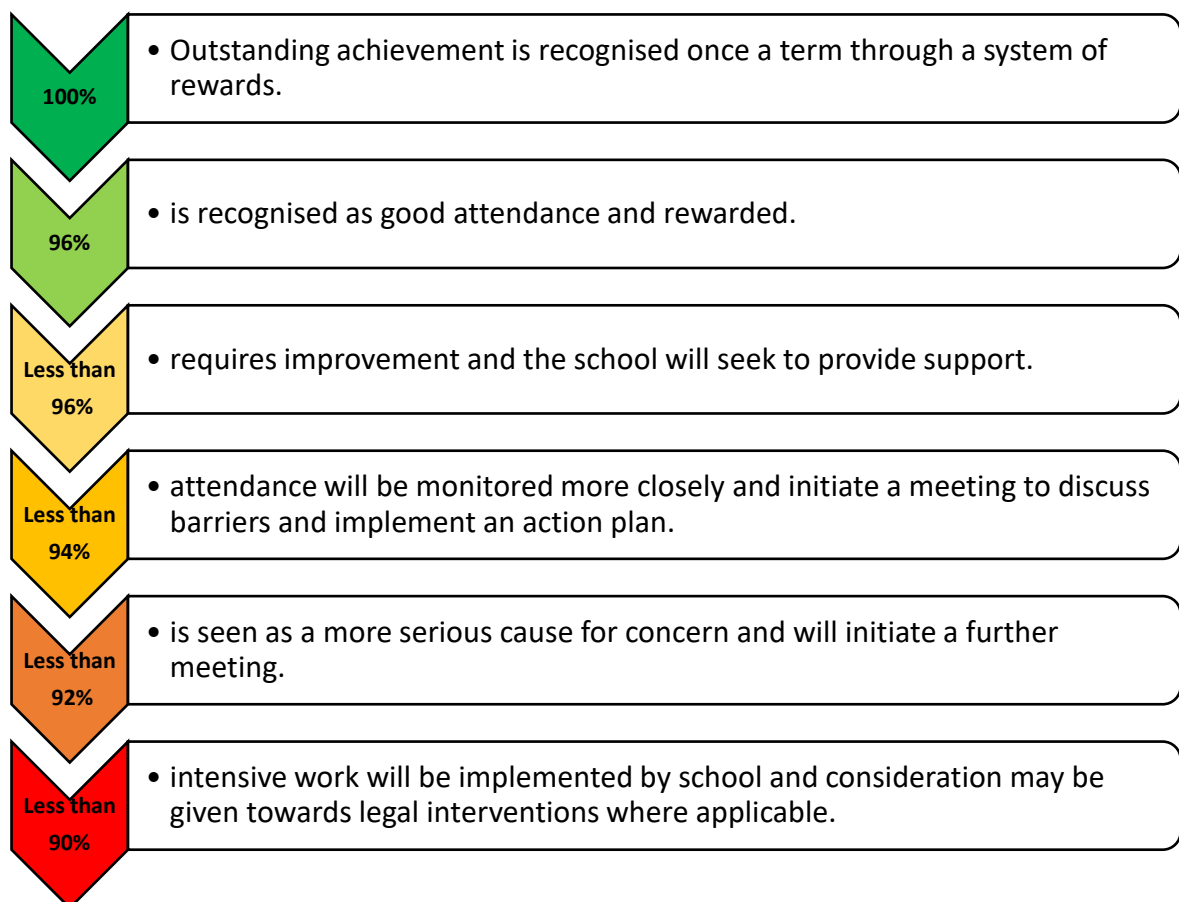 100%
• Outstanding achievement is recognised once a term through a system of
rewards.
96%
• is recognised as good attendance and rewarded.
Less than
96%
• requires improvement and the school will seek to provide support.
Less than
94%
• attendance will be monitored more closely and initiate a meeting to discuss
barriers and implement an action plan.
Less than
92%
• is seen as a more serious cause for concern and will initiate a further
meeting.
Less than
90%
• intensive work will be implemented by school and consideration may be
given towards legal interventions where applicable.